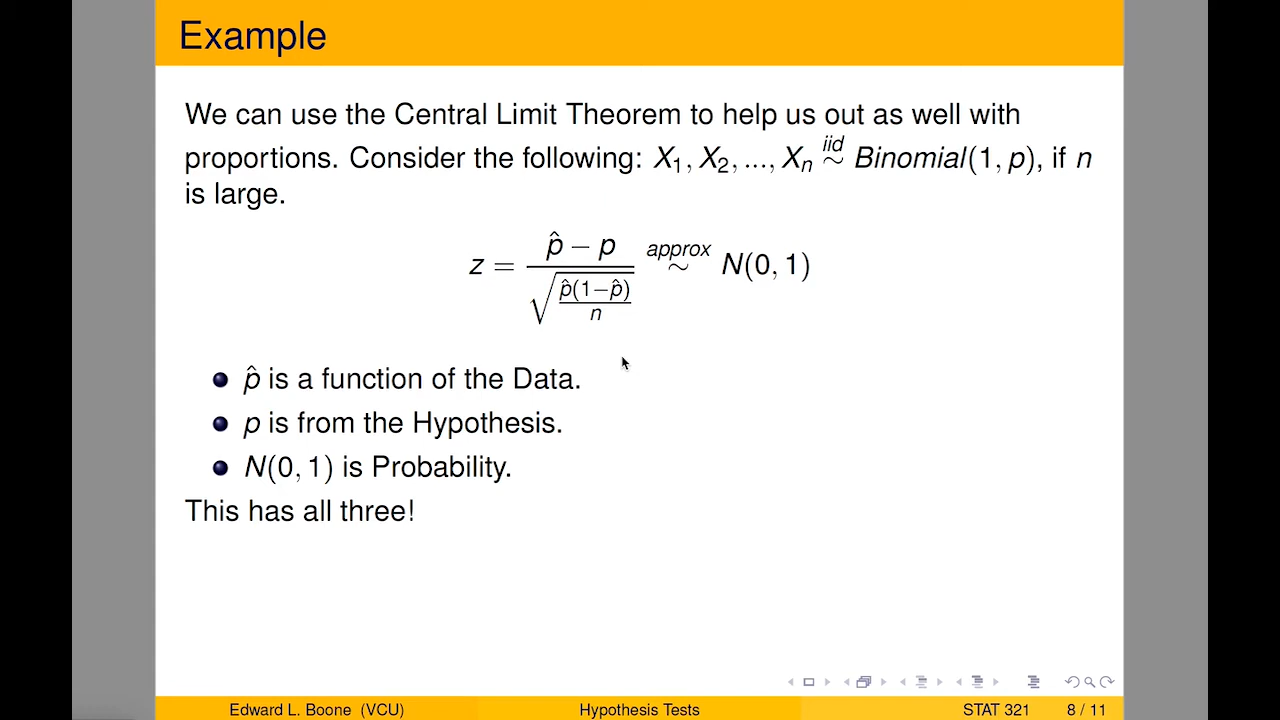 Example
We can use the Central Limit Theorem to help us out as well with
proportions. Consider the following: X₁, X₂, ..., Xₙ iid ∼ Binomial(1, p), if n
is large.
z = (p̂ − p) / √(p̂(1−p̂)/n) approx ∼ N(0, 1)
p̂ is a function of the Data.
p is from the Hypothesis.
N(0, 1) is Probability.
This has all three!
Edward L. Boone (VCU) Hypothesis Tests STAT 321 8 / 11